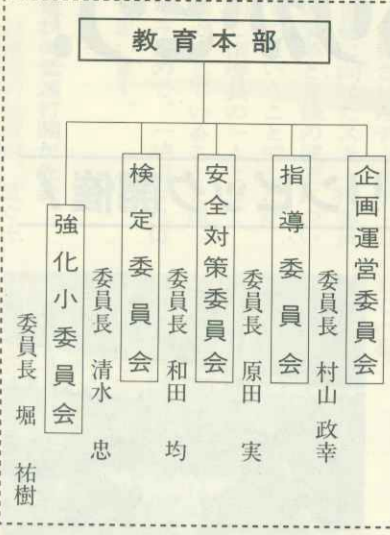 教育本部
企画運営委員会
委員長 村山 政幸
指導委員会
委員長 原田 実
安全対策委員会
委員長 和田 均
検定委員会
委員長 清水 忠
強化小委員会
委員長 堀 祐樹